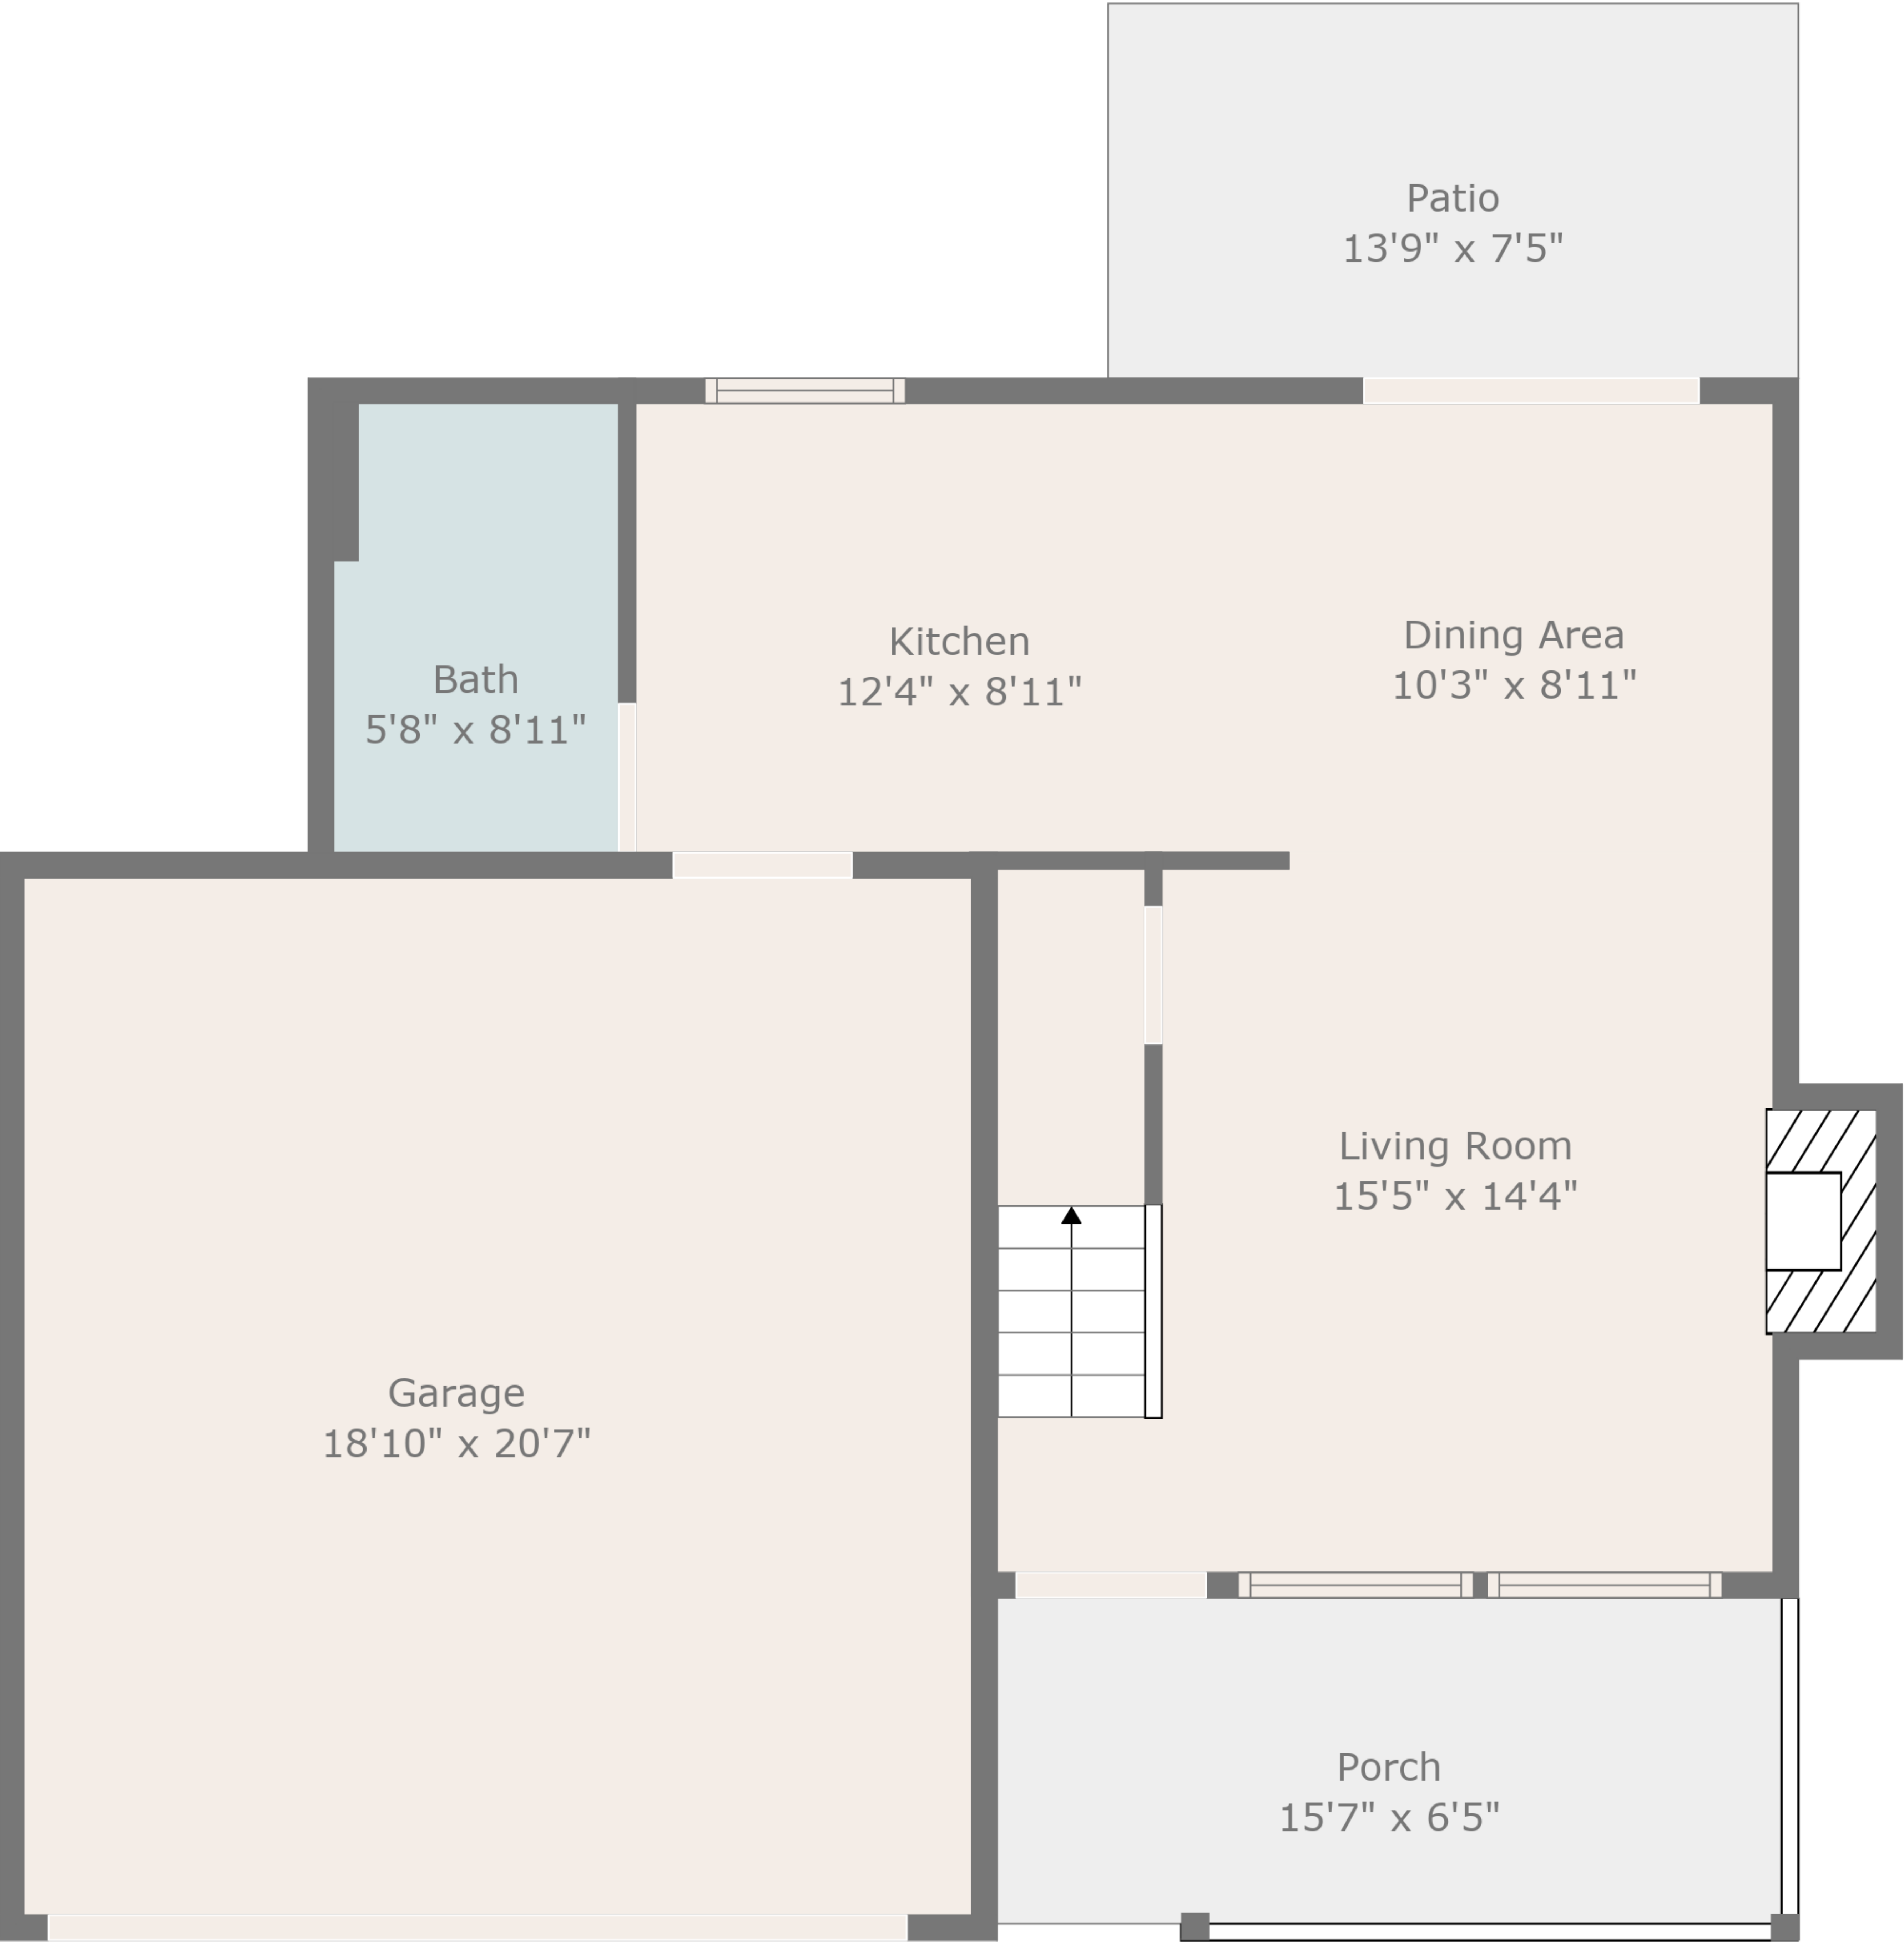 Patio
13'9" x 7'5"
Kitchen
12'4" x 8'11"
Dining Area
10'3" x 8'11"
Bath
5'8" x 8'11"
Living Room
15'5" x 14'4"
Garage
18'10" x 20'7"
Porch
15'7" x 6'5"